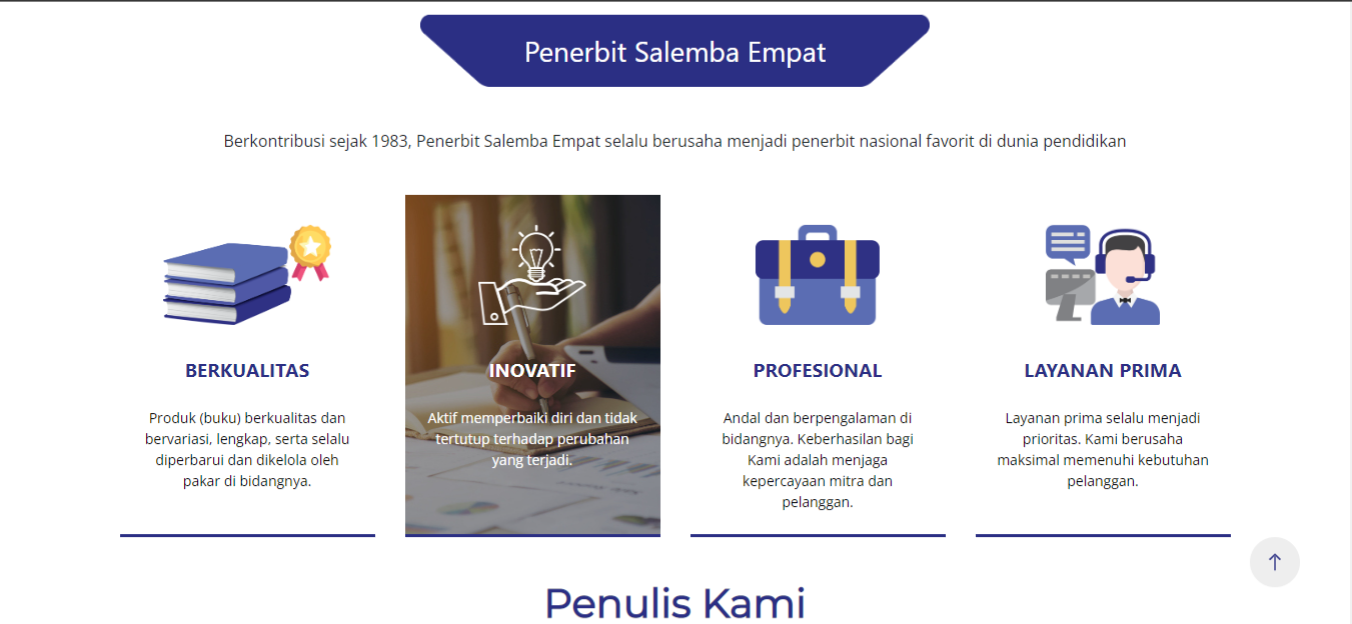 Penerbit Salemba Empat
Berkontribusi sejak 1983, Penerbit Salemba Empat selalu berusaha menjadi penerbit nasional favorit di dunia pendidikan
BERKUALITAS
Produk (buku) berkualitas dan
bervariasi, lengkap, serta selalu
diperbarui dan dikelola oleh
pakar di bidangnya.
INOVATIF
Aktif memperbaiki diri dan tidak
tertutup terhadap perubahan
yang terjadi.
PROFESIONAL
Andal dan berpengalaman di
bidangnya. Keberhasilan bagi
Kami adalah menjaga
kepercayaan mitra dan
pelanggan.
LAYANAN PRIMA
Layanan prima selalu menjadi
prioritas. Kami berusaha
maksimal memenuhi kebutuhan
pelanggan.
Penulis Kami